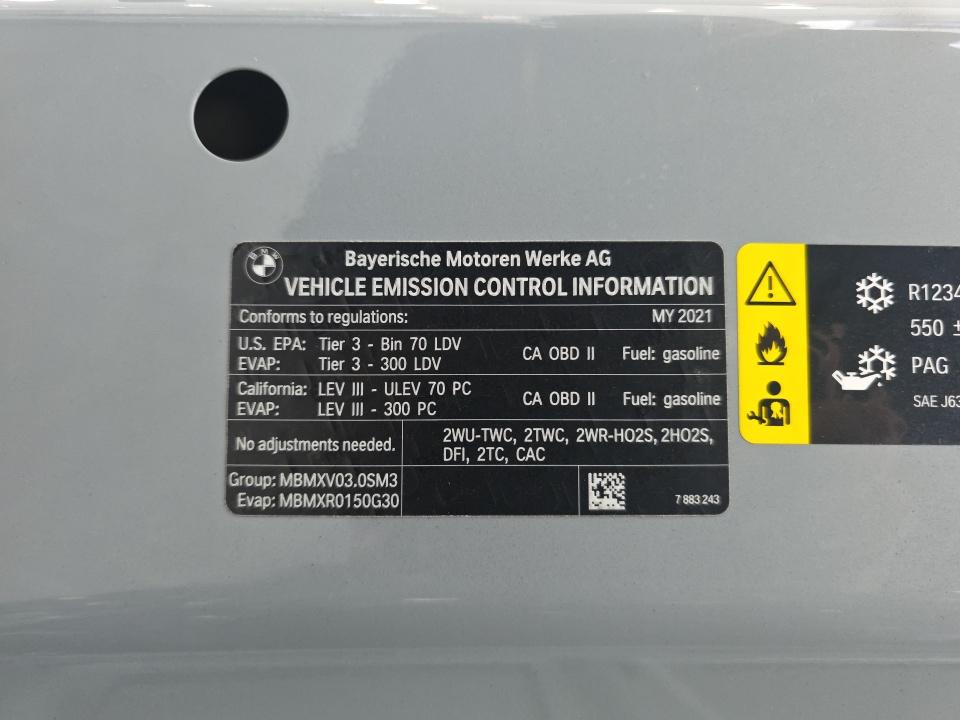 BMW
Bayerische Motoren Werke AG
VEHICLE EMISSION CONTROL INFORMATION
Conforms to regulations: MY 2021
U.S. EPA: Tier 3 - Bin 70 LDV
EVAP: Tier 3 - 300 LDV
CA OBD II Fuel: gasoline
California: LEV III - ULEV 70 PC
EVAP: LEV III - 300 PC
CA OBD II Fuel: gasoline
No adjustments needed.
2WU-TWC, 2TWC, 2WR-HO2S, 2HO2S,
DFI, 2TC, CAC
Group: MBMXV03.0SM3
Evap: MBMXR0150G30
7 883 243
R1234
550 ±
PAG
SAE J63